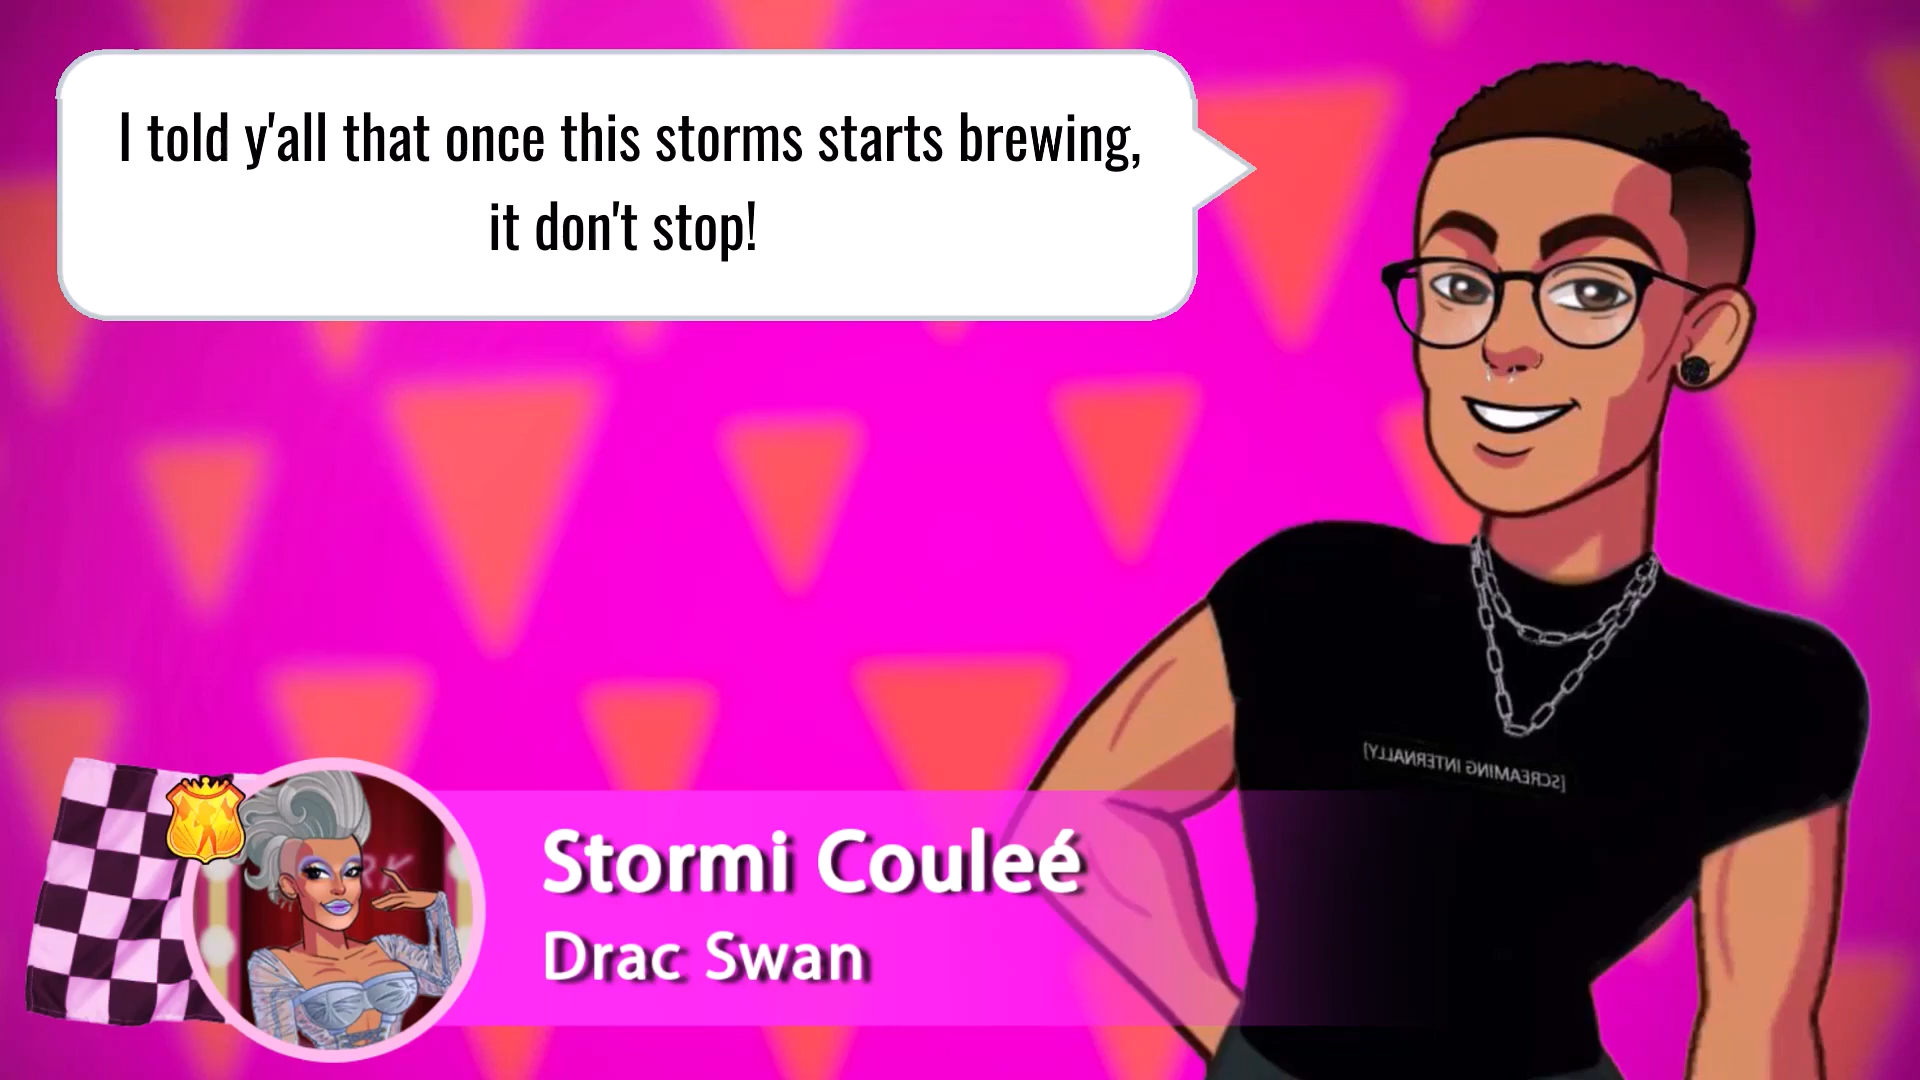 I told y'all that once this storms starts brewing,
it don't stop!
[SCREAMING INTERNALLY]
Stormi Couleé
Drac Swan